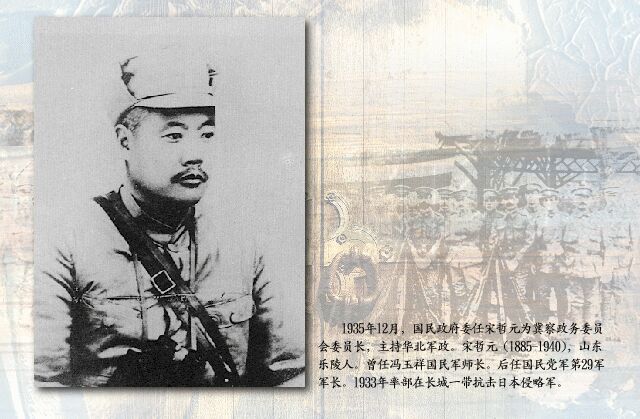 1935年12月，国民政府委任宋哲元为冀察政务委员
会委员长，主持华北军政。宋哲元（1885-1940），山东
乐陵人。曾任冯玉祥国民军师长。后任国民党军第29军
军长。1933年率部在长城一带抗击日本侵略军。